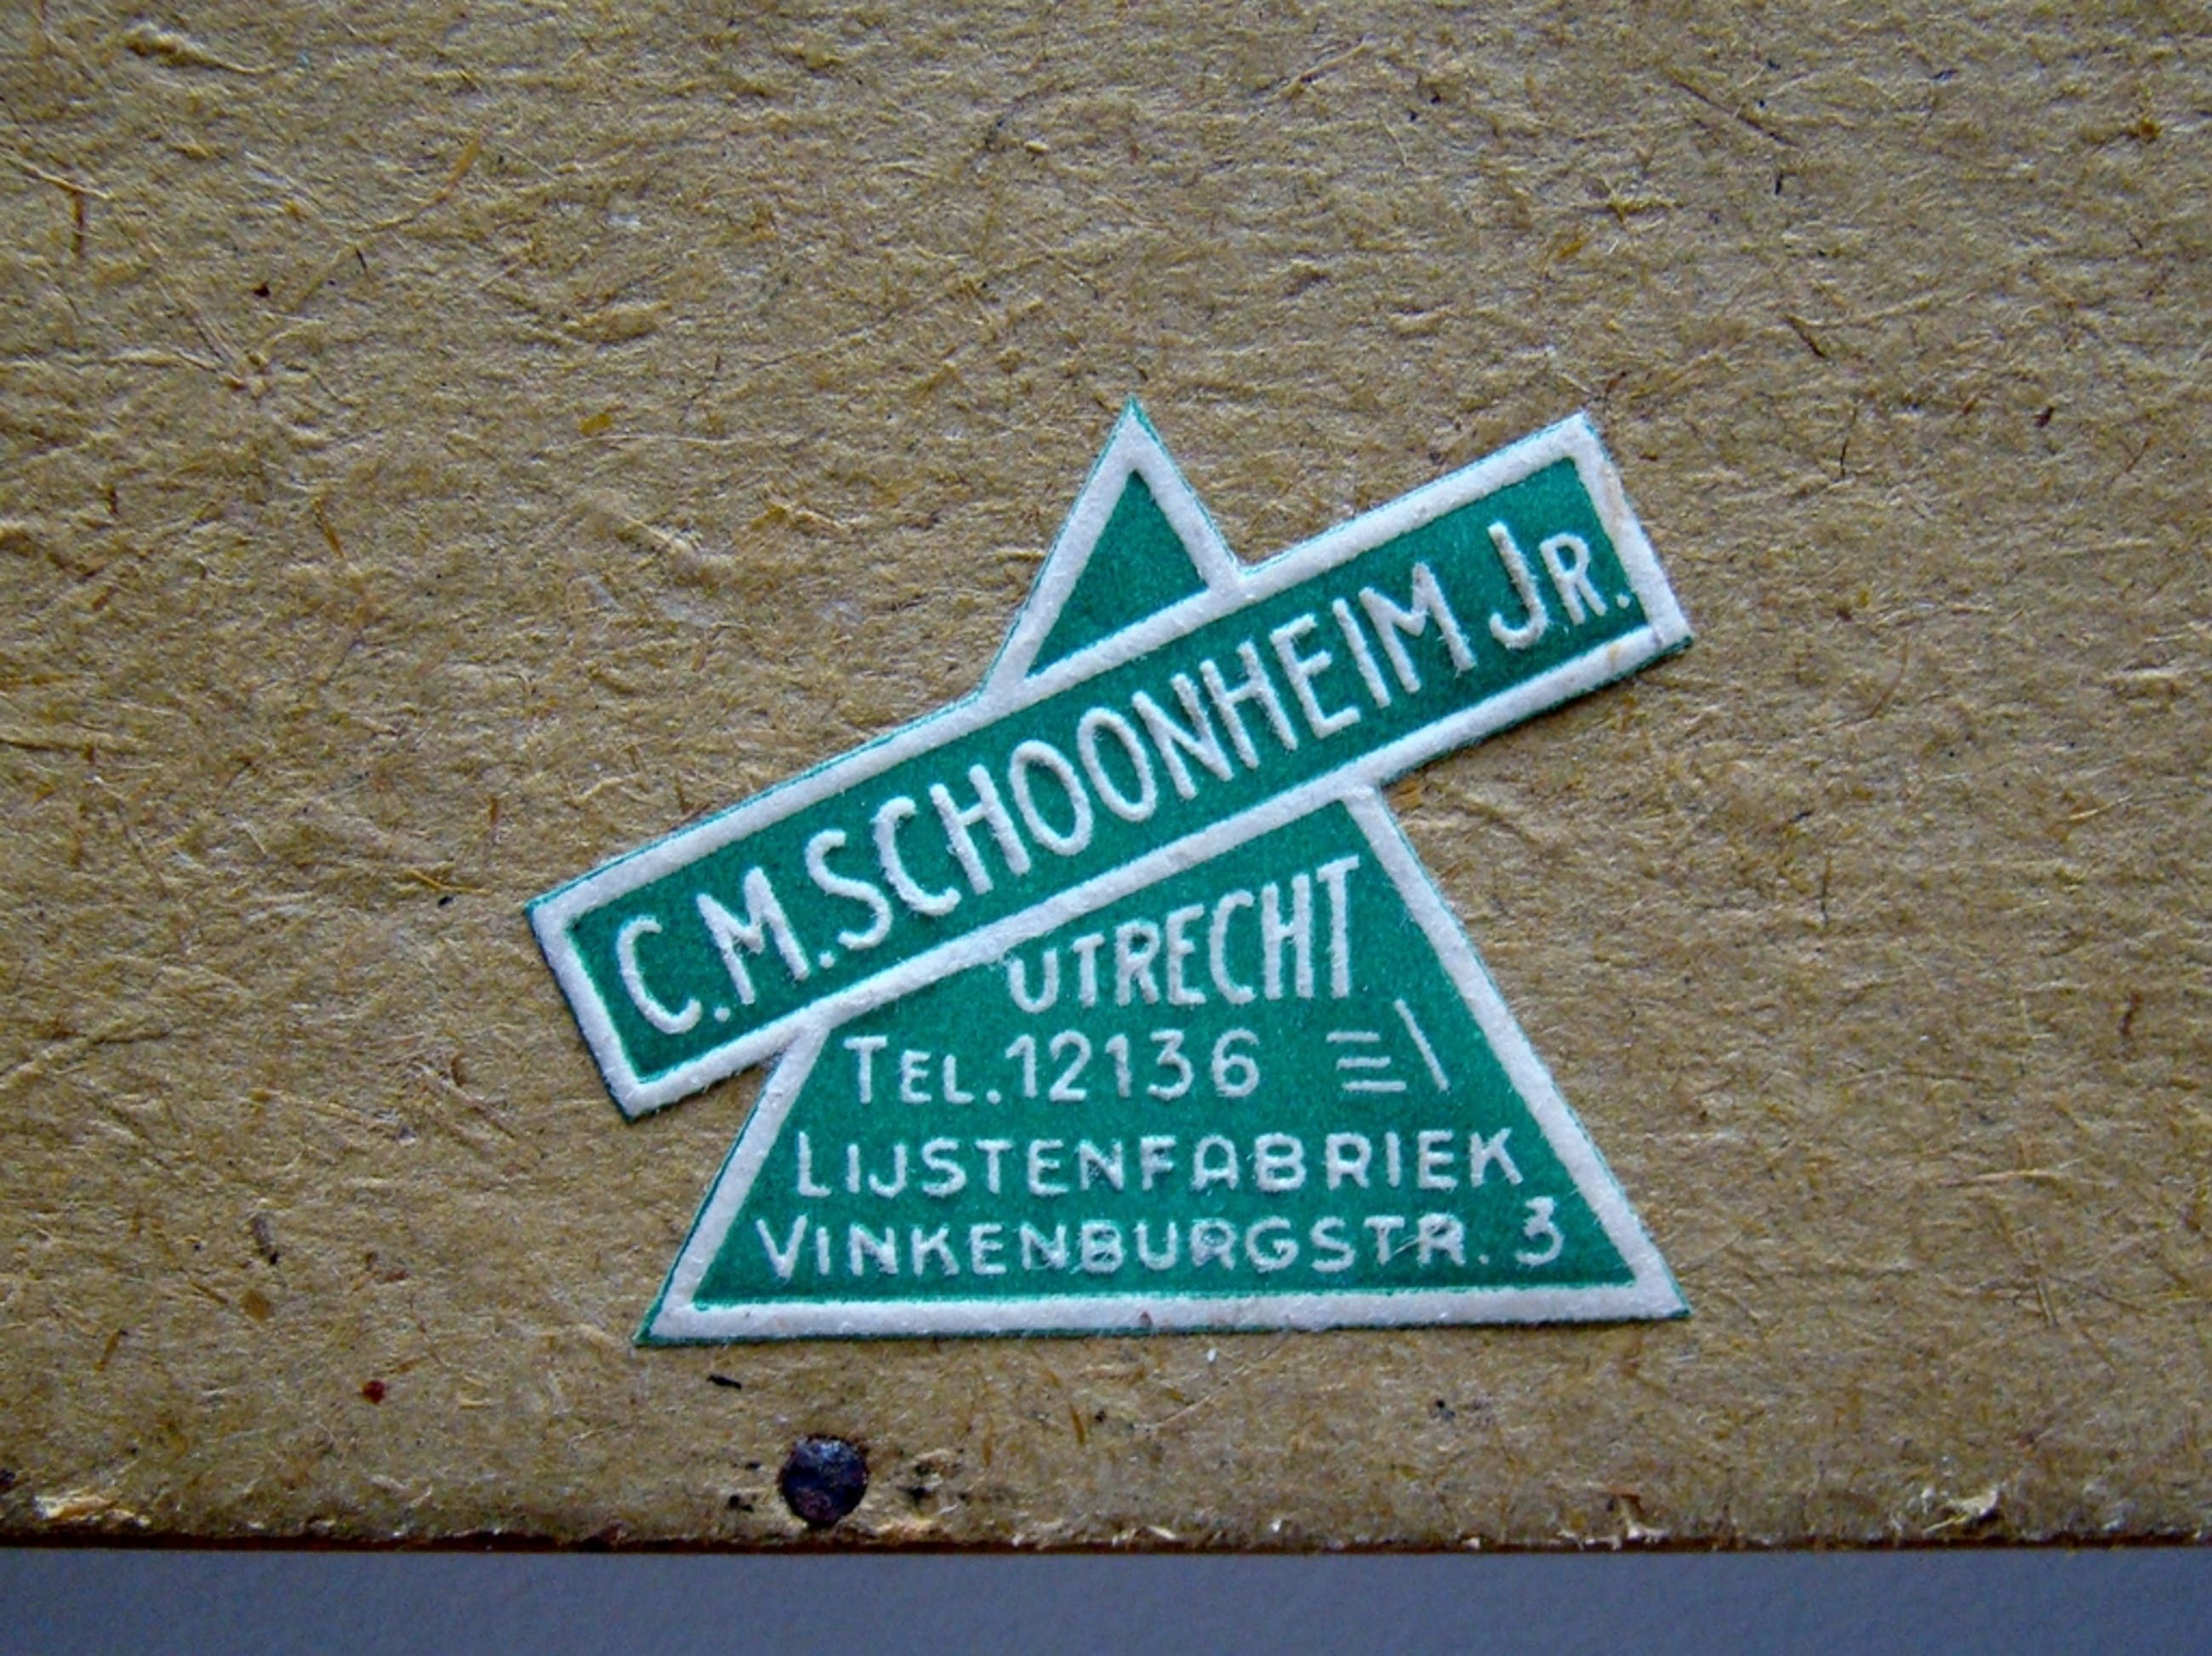 C.M.SCHOONHEIM JR.
UTRECHT
TEL.12136
LIJSTENFABRIEK
VINKENBURGSTR. 3